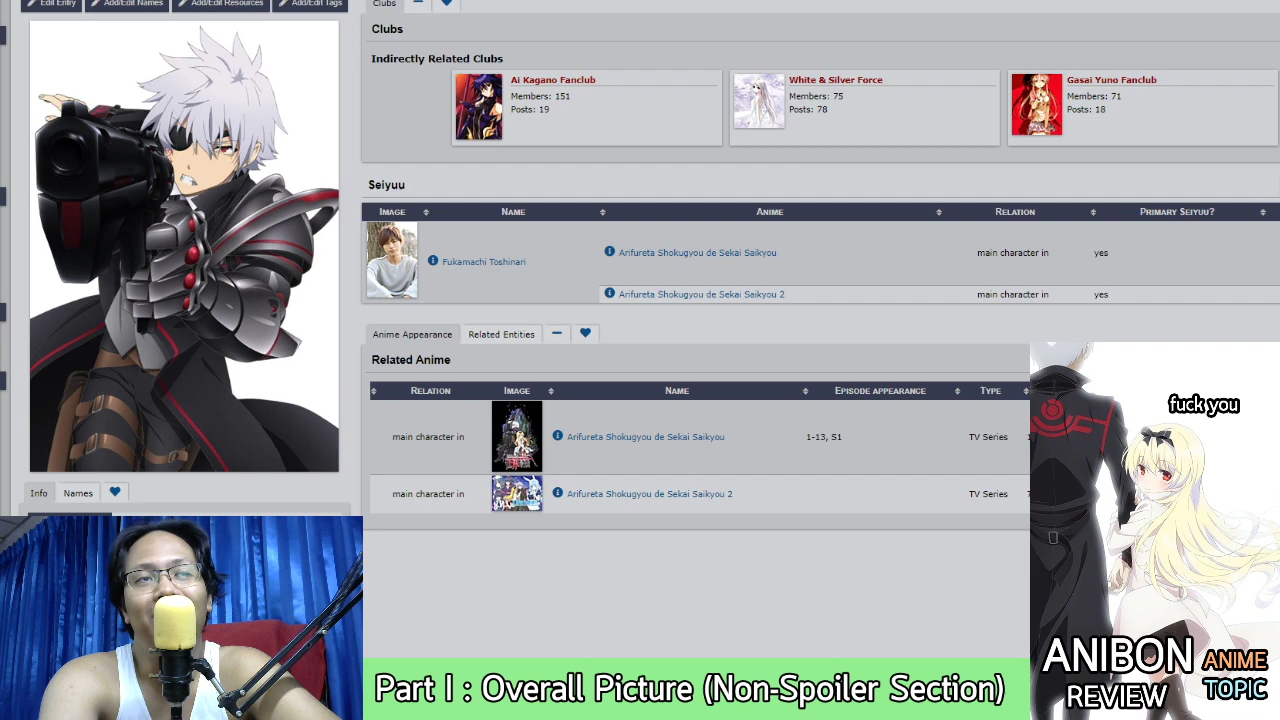 Edit Entry
Add/Edit Names
Add/Edit Resources
Add/Edit Tags
Clubs
Clubs
Indirectly Related Clubs
Ai Kagano Fanclub
Members: 151
Posts: 19
White & Silver Force
Members: 75
Posts: 78
Gasai Yuno Fanclub
Members: 71
Posts: 18
Seiyuu
IMAGE NAME ANIME RELATION PRIMARY SEIYUU?
Fukamachi Toshinari
Arifureta Shokugyou de Sekai Saikyou main character in yes
Arifureta Shokugyou de Sekai Saikyou 2 main character in yes
Anime Appearance Related Entities
Related Anime
RELATION IMAGE NAME EPISODE APPEARANCE TYPE
main character in Arifureta Shokugyou de Sekai Saikyou 1-13, S1 TV Series
main character in Arifureta Shokugyou de Sekai Saikyou 2 TV Series
Info Names
fuck you
ANIBON ANIME
REVIEW TOPIC
Part I : Overall Picture (Non-Spoiler Section)